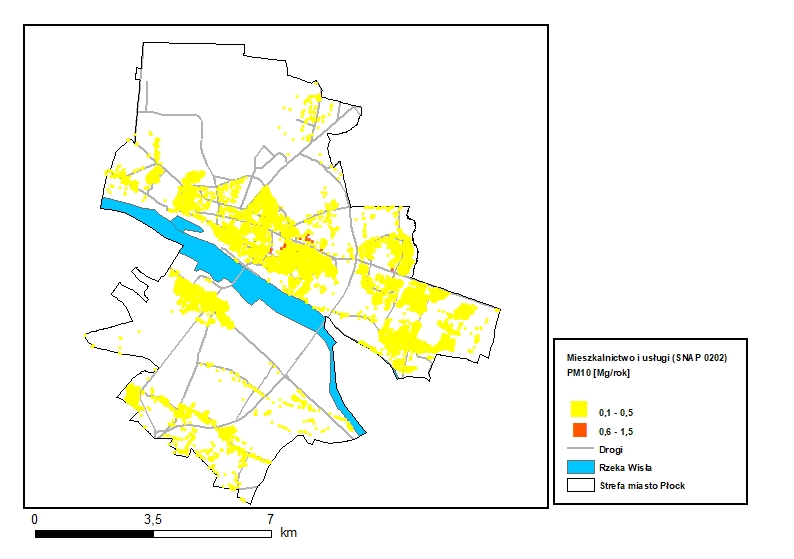 Mieszkalnictwo i usługi (SNAP 0202)
PM10 [Mg/rok]
0,1 - 0,5
0,6 - 1,5
Drogi
Rzeka Wisła
Strefa miasto Płock
0 3,5 7
km